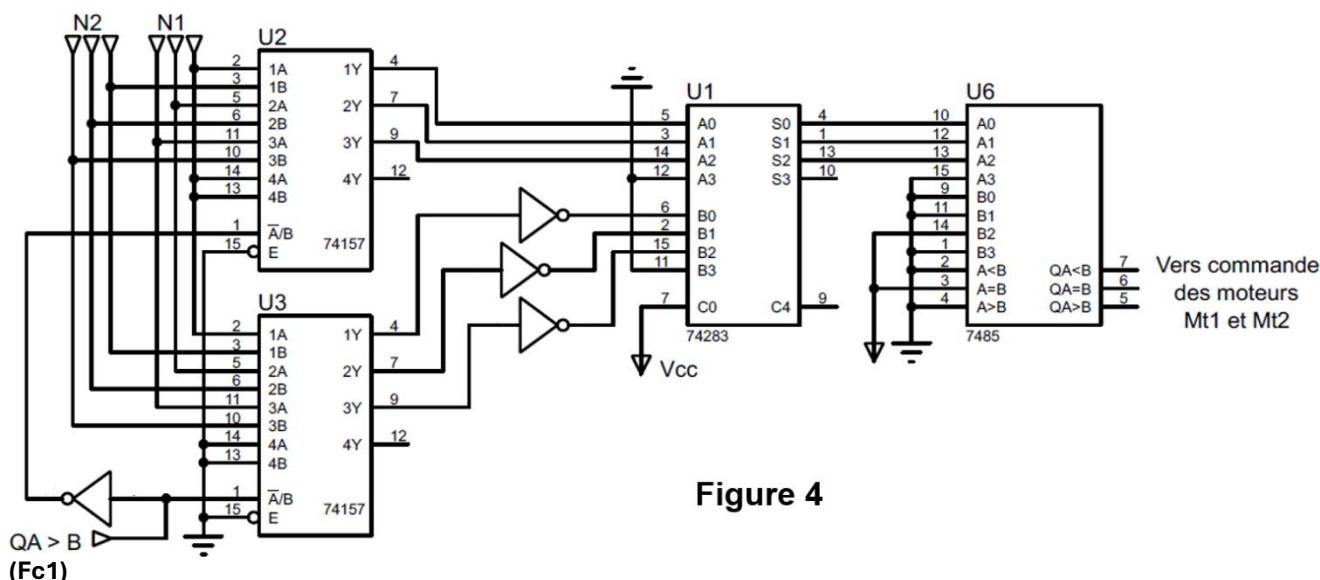 N2 N1
U2
2 1A 1Y 4
3 1B
5 2A 2Y 7
6 2B
11 3A 3Y 9
10 3B
14 4A 4Y 12
13 4B
1 A̅/B
15 E
74157
U3
2 1A 1Y 4
3 1B
5 2A 2Y 7
6 2B
11 3A 3Y 9
10 3B
14 4A 4Y 12
13 4B
1 A̅/B
15 E
74157
QA > B
(Fc1)
U1
5 A0 S0 4
3 A1 S1 1
14 A2 S2 13
12 A3 S3 10
6 B0
2 B1
15 B2
11 B3
7 C0 C4 9
74283
Vcc
U6
10 A0
12 A1
13 A2
15 A3
9 B0
11 B1
14 B2
1 B3
2 A<B QA<B 7
3 A=B QA=B 6
4 A>B QA>B 5
7485
Vers commande
des moteurs
Mt1 et Mt2
Figure 4